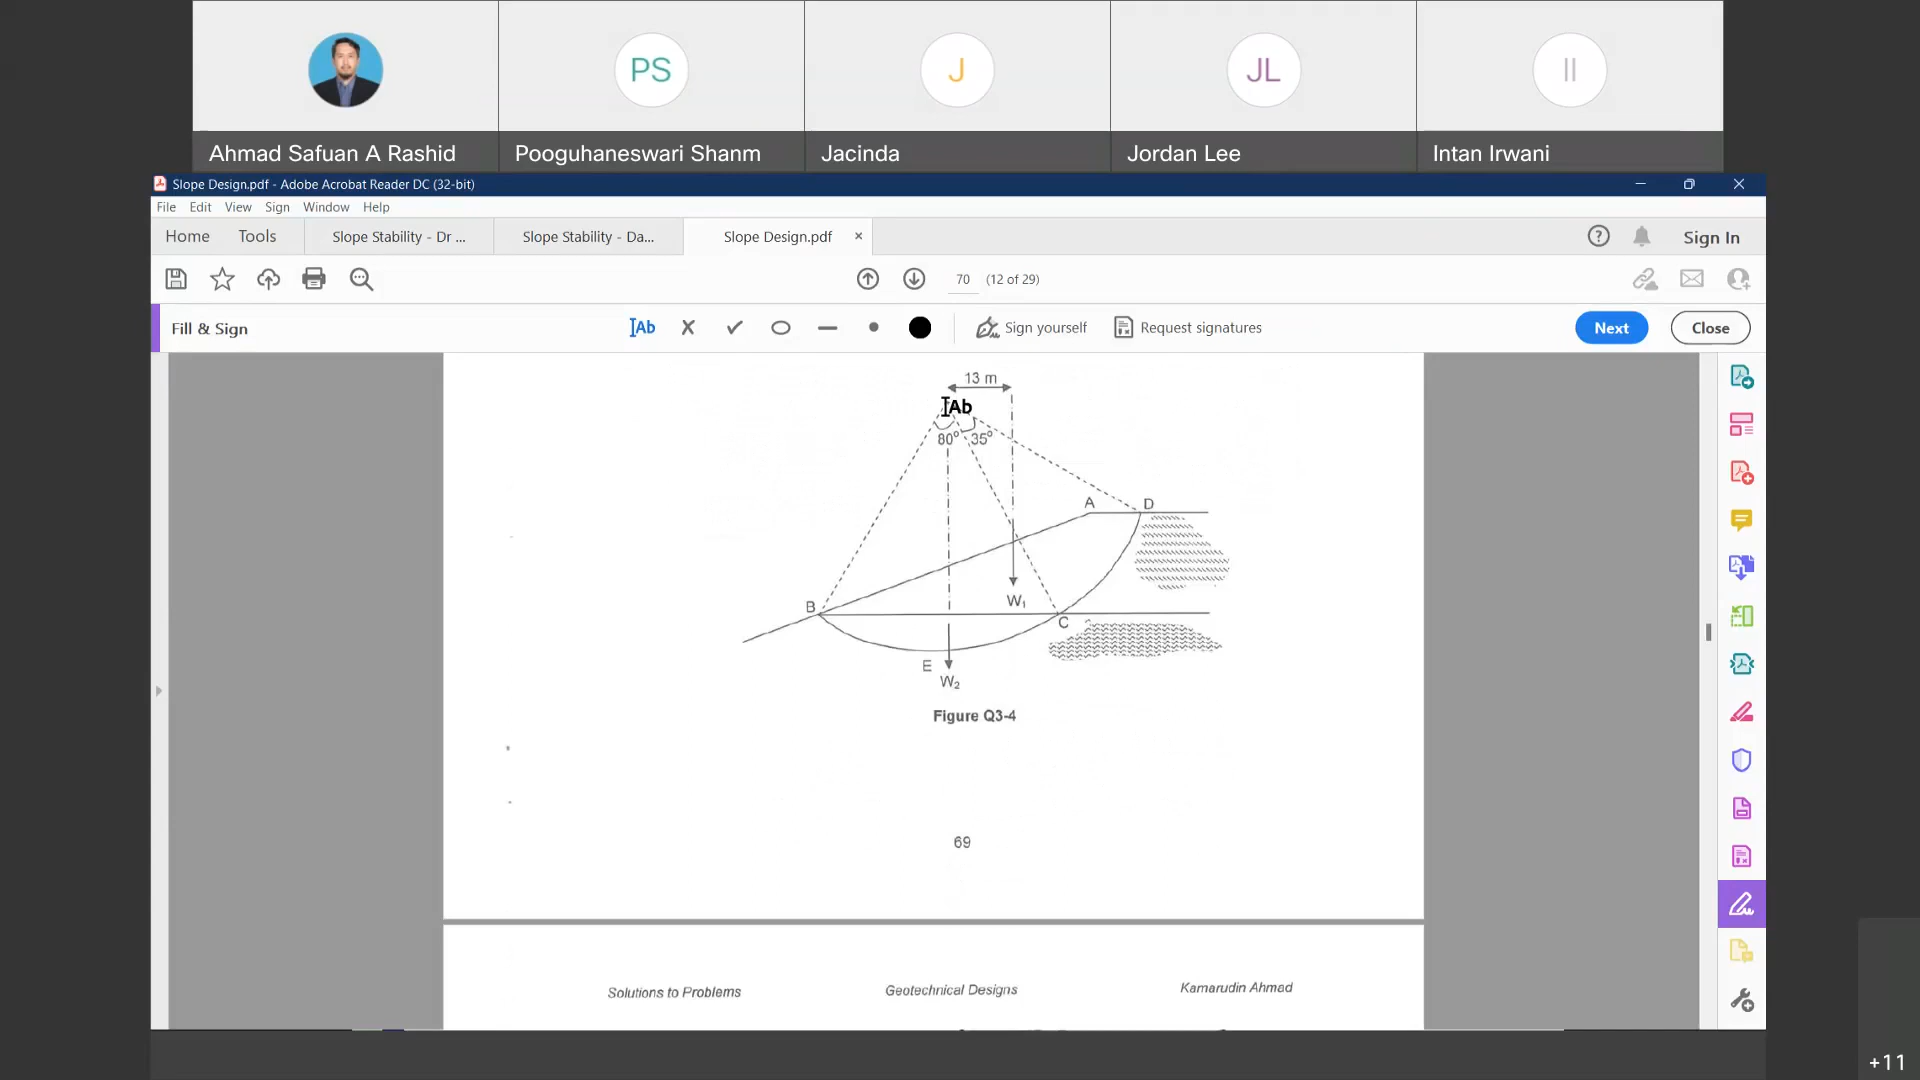 PS
J
JL
II
Ahmad Safuan A Rashid
Pooguhaneswari Shanm
Jacinda
Jordan Lee
Intan Irwani
Slope Design.pdf - Adobe Acrobat Reader DC (32-bit)
File Edit View Sign Window Help
Home Tools Slope Stability - Dr ... Slope Stability - Da... Slope Design.pdf × Sign In
70 (12 of 29)
Fill & Sign Ab Sign yourself Request signatures Next Close
13 m
Ab
80° 35°
A D
B W₁
C
E
W₂
Figure Q3-4
69
Solutions to Problems Geotechnical Designs Kamarudin Ahmad
+11